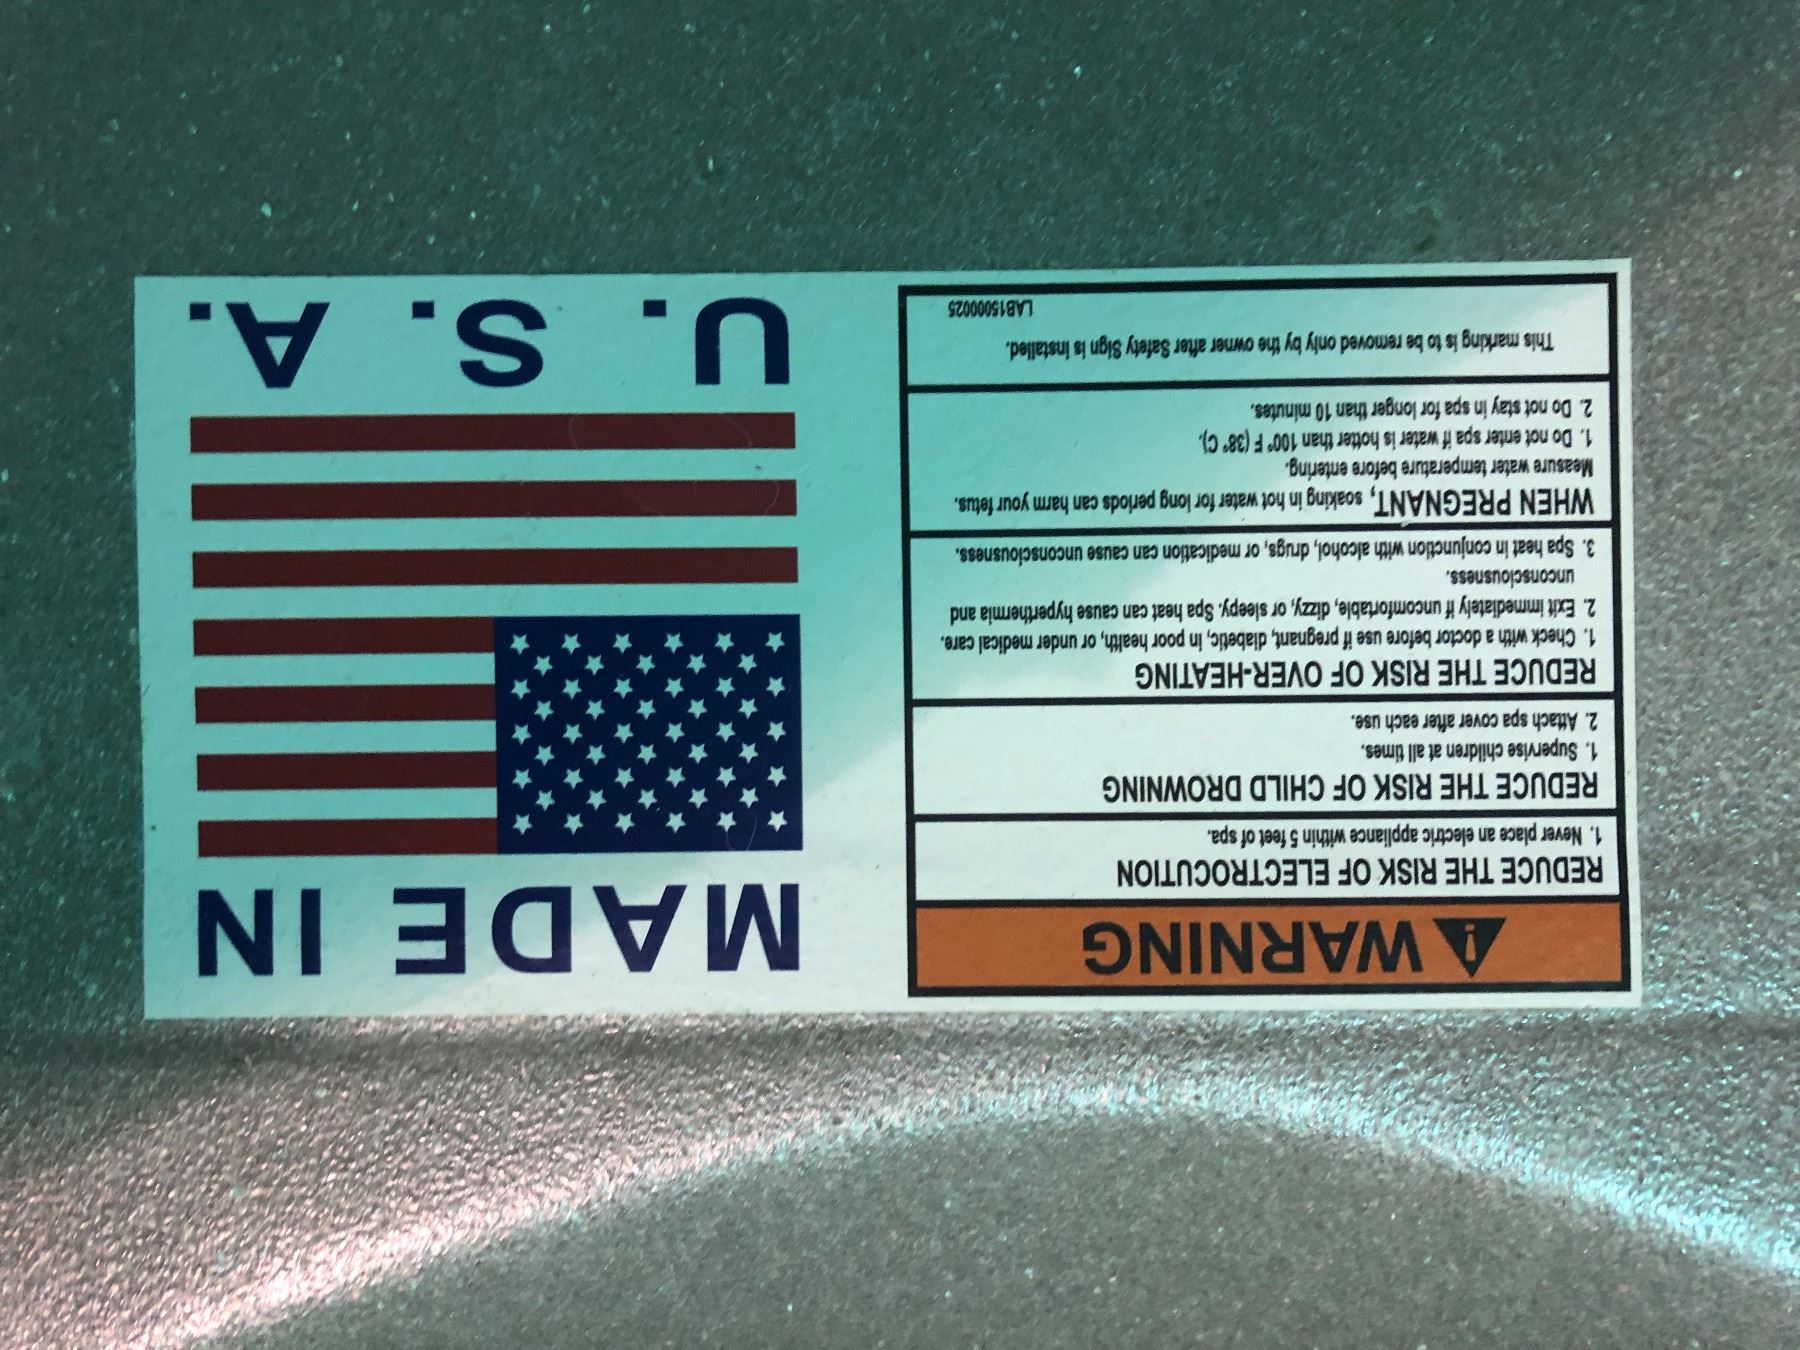 WARNING
REDUCE THE RISK OF ELECTROCUTION
1. Never place an electric appliance within 5 feet of spa.
REDUCE THE RISK OF CHILD DROWNING
1. Supervise children at all times.
2. Attach spa cover after each use.
REDUCE THE RISK OF OVER-HEATING
1. Check with a doctor before use if pregnant, diabetic, in poor health, or under medical care.
2. Exit immediately if uncomfortable, dizzy, or sleepy. Spa heat can cause hyperthermia and
unconsciousness.
3. Spa heat in conjunction with alcohol, drugs, or medication can cause unconsciousness.
WHEN PREGNANT, soaking in hot water for long periods can harm your fetus.
Measure water temperature before entering.
1. Do not enter spa if water is hotter than 100° F (38° C).
2. Do not stay in spa for longer than 10 minutes.
This marking is to be removed only by the owner after Safety Sign is installed.
LAB15000025
MADE IN
U. S. A.